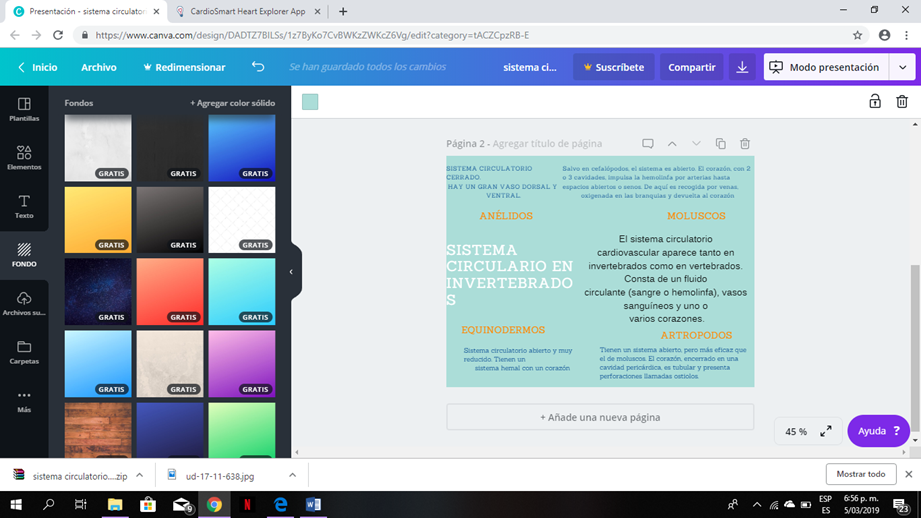 Presentación - sistema circulatori
CardioSmart Heart Explorer App
https://www.canva.com/design/DADTZ7BILSs/1z7ByKo7CvBWKzZWKcZ6Vg/edit?category=tACZCpzRB-E
Inicio
Archivo
Redimensionar
Se han guardado todos los cambios
sistema ci...
Suscríbete
Compartir
Modo presentación
Plantillas
Elementos
Texto
FONDO
Archivos su...
Carpetas
Más
Fondos
+ Agregar color sólido
GRATIS
GRATIS
GRATIS
GRATIS
GRATIS
GRATIS
GRATIS
GRATIS
GRATIS
GRATIS
GRATIS
GRATIS
Página 2 - Agregar título de página
SISTEMA CIRCULATORIO
CERRADO.
HAY UN GRAN VASO DORSAL Y
VENTRAL.
Salvo en cefalópodos, el sistema es abierto. El corazón, con 2
o 3 cavidades, impulsa la hemolinfa por arterias hasta
espacios abiertos o senos. De aquí es recogida por venas,
oxigenada en las branquias y devuelta al corazón
ANÉLIDOS
MOLUSCOS
SISTEMA
CIRCULARIO EN
INVERTEBRADO
S
El sistema circulatorio
cardiovascular aparece tanto en
invertebrados como en vertebrados.
Consta de un fluido
circulante (sangre o hemolinfa), vasos
sanguíneos y uno o
varios corazones.
EQUINODERMOS
Sistema circulatorio abierto y muy
reducido. Tienen un
sistema hemal con un corazón
ARTROPODOS
Tienen un sistema abierto, pero más eficaz que
el de moluscos. El corazón, encerrado en una
cavidad pericárdica, es tubular y presenta
perforaciones llamadas ostiolos.
+ Añade una nueva página
45 %
Ayuda ?
sistema circulatorio....zip
ud-17-11-638.jpg
Mostrar todo
ESP
ES
6:56 p. m.
5/03/2019
9
23